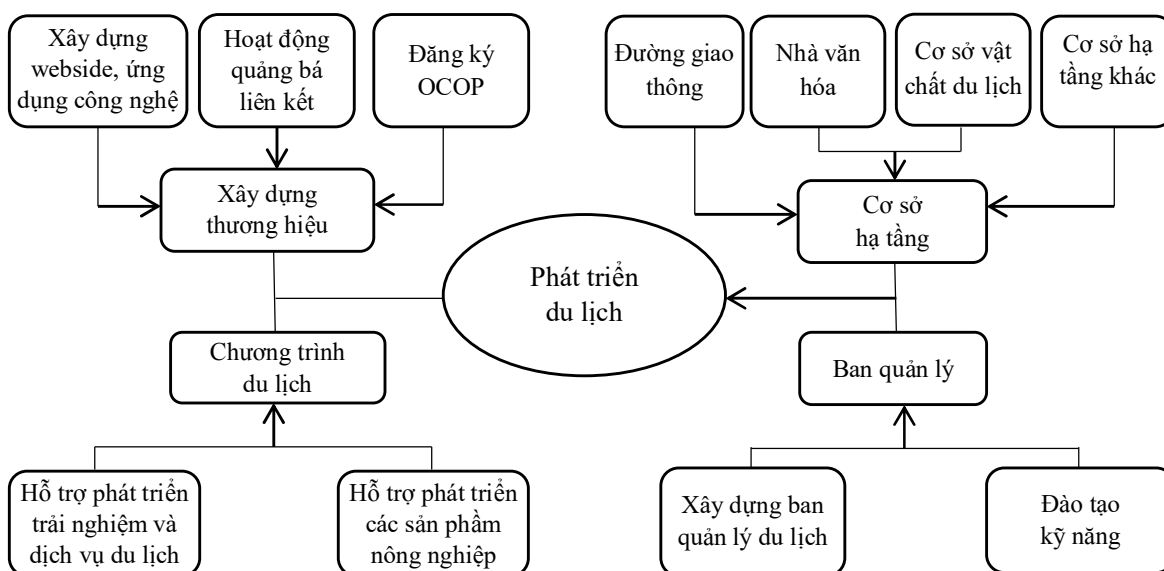 Xây dựng
webside, ứng
dụng công nghệ
Hoạt động
quảng bá
liên kết
Đăng ký
OCOP
Đường giao
thông
Nhà văn
hóa
Cơ sở vật
chất du lịch
Cơ sở hạ
tầng khác
Xây dựng
thương hiệu
Cơ sở
hạ tầng
Phát triển
du lịch
Chương trình
du lịch
Ban quản lý
Hỗ trợ phát triển
trải nghiệm và
dịch vụ du lịch
Hỗ trợ phát triển
các sản phầm
nông nghiệp
Xây dựng ban
quản lý du lịch
Đào tạo
kỹ năng